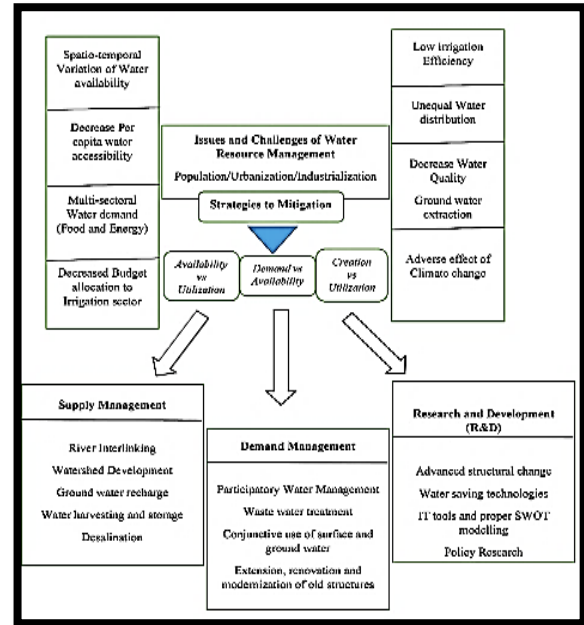 Spatio-temporal
Variation of Water
availability
Decrease Per
capita water
accessibility
Multi-sectoral
Water demand
(Food and Energy)
Decreased Budget
allocation to
Irrigation sector
Issues and Challenges of Water
Resource Management
Population/Urbanization/Industrialization
Strategies to Mitigation
Low irrigation
Efficiency
Unequal Water
distribution
Decrease Water
Quality
Ground water
extraction
Adverse effect of
Climate change
Availability
vs
Utilization
Demand vs
Availability
Creation
vs
Utilization
Supply Management
River Interlinking
Watershed Development
Ground water recharge
Water harvesting and storage
Desalination
Demand Management
Participatory Water Management
Waste water treatment
Conjunctive use of surface and
ground water
Extension, renovation and
modernization of old structures
Research and Development
(R&D)
Advanced structural change
Water saving technologies
IT tools and proper SWOT
modelling
Policy Research